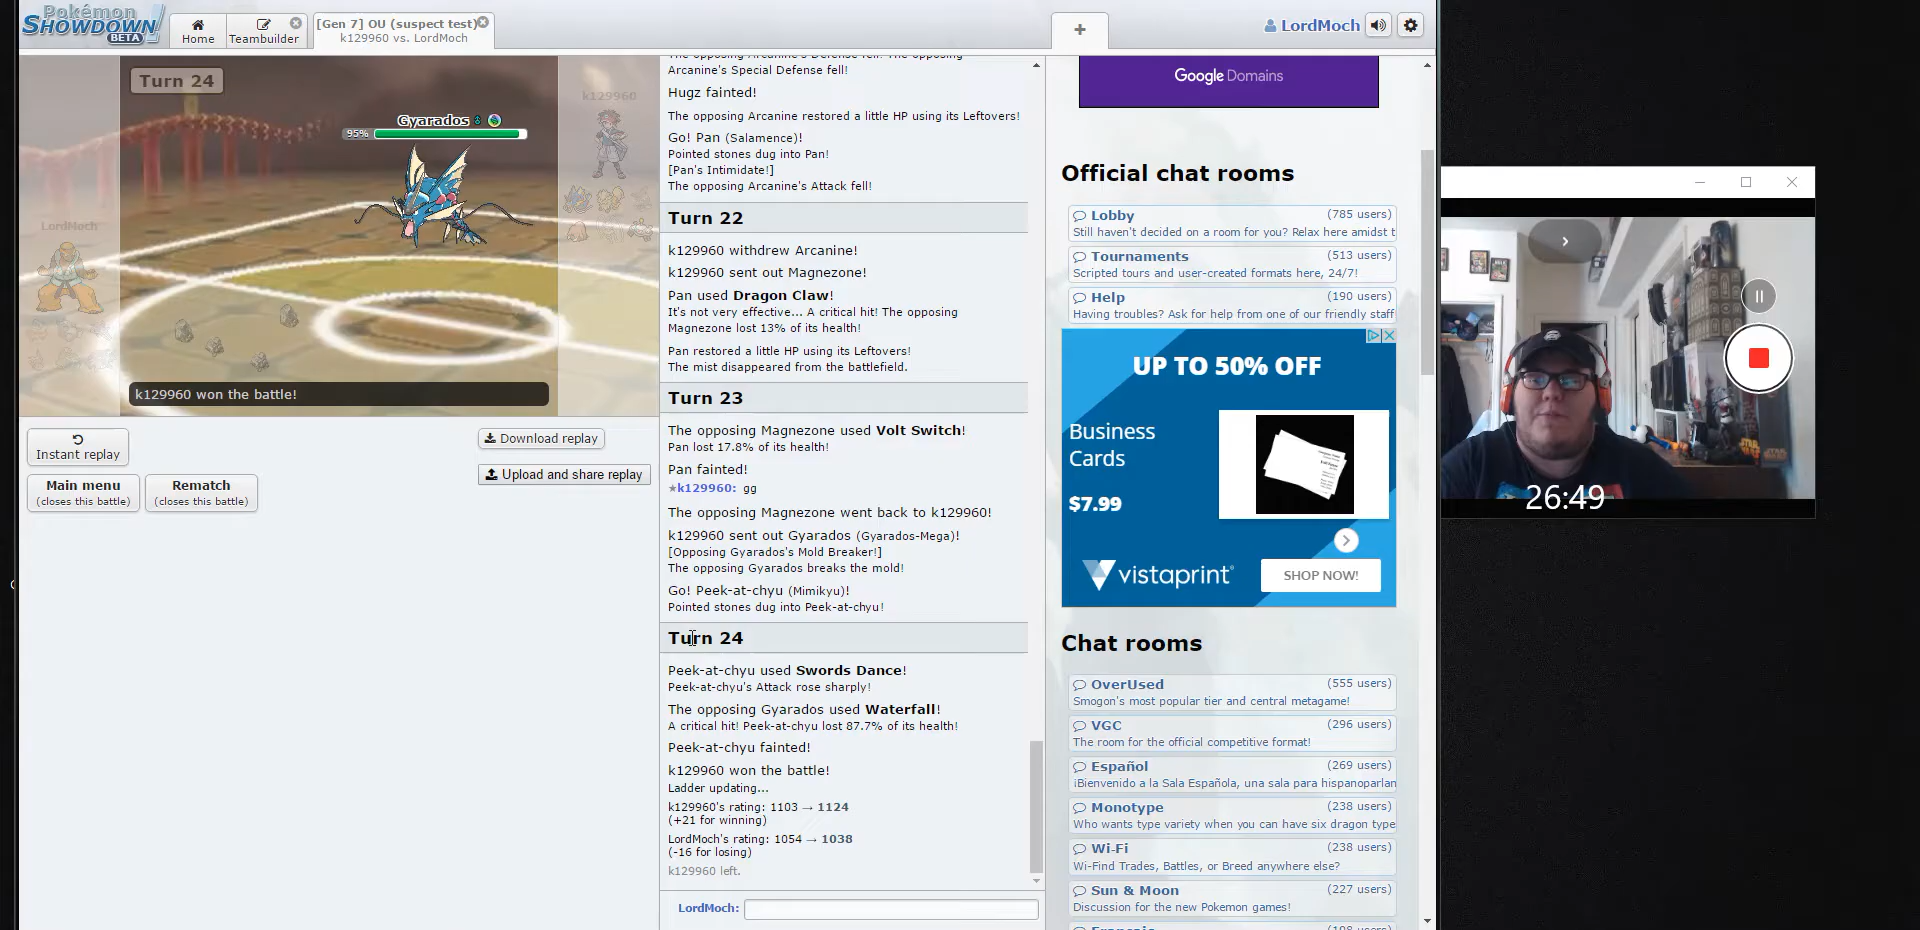 Pokémon
SHOWDOWN!
BETA
Home
Teambuilder
[Gen 7] OU (suspect test)
k129960 vs. LordMoch
+
LordMoch
Turn 24
Gyarados
95%
k129960
LordMoch
k129960 won the battle!
Instant replay
Download replay
Upload and share replay
Main menu
(closes this battle)
Rematch
(closes this battle)
Arcanine's Special Defense fell!
Hugz fainted!
The opposing Arcanine restored a little HP using its Leftovers!
Go! Pan (Salamence)!
Pointed stones dug into Pan!
[Pan's Intimidate!]
The opposing Arcanine's Attack fell!
Turn 22
k129960 withdrew Arcanine!
k129960 sent out Magnezone!
Pan used Dragon Claw!
It's not very effective... A critical hit! The opposing
Magnezone lost 13% of its health!
Pan restored a little HP using its Leftovers!
The mist disappeared from the battlefield.
Turn 23
The opposing Magnezone used Volt Switch!
Pan lost 17.8% of its health!
Pan fainted!
★k129960: gg
The opposing Magnezone went back to k129960!
k129960 sent out Gyarados (Gyarados-Mega)!
[Opposing Gyarados's Mold Breaker!]
The opposing Gyarados breaks the mold!
Go! Peek-at-chyu (Mimikyu)!
Pointed stones dug into Peek-at-chyu!
Turn 24
Peek-at-chyu used Swords Dance!
Peek-at-chyu's Attack rose sharply!
The opposing Gyarados used Waterfall!
A critical hit! Peek-at-chyu lost 87.7% of its health!
Peek-at-chyu fainted!
k129960 won the battle!
Ladder updating...
k129960's rating: 1103 → 1124
(+21 for winning)
LordMoch's rating: 1054 → 1038
(-16 for losing)
k129960 left.
LordMoch:
Google Domains
Official chat rooms
Lobby (785 users)
Still haven't decided on a room for you? Relax here amidst t
Tournaments (513 users)
Scripted tours and user-created formats here, 24/7!
Help (190 users)
Having troubles? Ask for help from one of our friendly staff
UP TO 50% OFF
Business
Cards
$7.99
vistaprint
SHOP NOW!
Chat rooms
OverUsed (555 users)
Smogon's most popular tier and central metagame!
VGC (296 users)
The room for the official competitive format!
Español (269 users)
¡Bienvenido a la Sala Española, una sala para hispanoparlan
Monotype (238 users)
Who wants type variety when you can have six dragon type
Wi-Fi (238 users)
Wi-Find Trades, Battles, or Breed anywhere else?
Sun & Moon (227 users)
Discussion for the new Pokemon games!
26:49